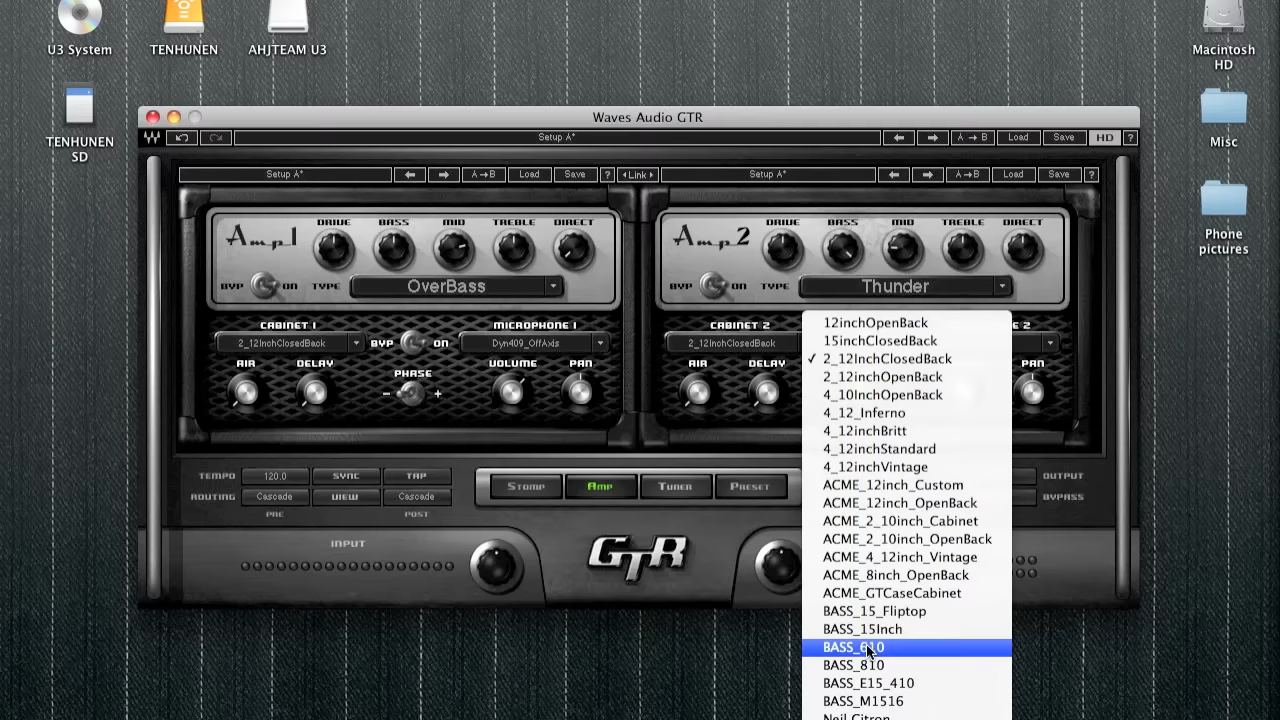 U3 System
TENHUNEN
AHJTEAM U3
Macintosh
HD
TENHUNEN
SD
Misc
Phone
pictures
Waves Audio GTR
Setup A*
A→B
Load
Save
HD
?
Setup A*
A→B
Load
Save
?
Link
Setup A*
A→B
Load
Save
?
Amp1
DRIVE
BASS
MID
TREBLE
DIRECT
BYP
ON
TYPE
OverBass
Amp2
DRIVE
BASS
MID
TREBLE
DIRECT
BYP
ON
TYPE
Thunder
CABINET 1
MICROPHONE 1
2_12InchClosedBack
BYP
ON
Dyn409_OffAxis
AIR
DELAY
PHASE
- +
VOLUME
PAN
CABINET 2
E 2
2_12InchClosedBack
AIR
DELAY
PAN
12inchOpenBack
15inchClosedBack
✓ 2_12InchClosedBack
2_12inchOpenBack
4_10InchOpenBack
4_12_Inferno
4_12inchBritt
4_12inchStandard
4_12inchVintage
ACME_12inch_Custom
ACME_12inch_OpenBack
ACME_2_10inch_Cabinet
ACME_2_10inch_OpenBack
ACME_4_12inch_Vintage
ACME_8inch_OpenBack
ACME_GTCaseCabinet
BASS_15_Fliptop
BASS_15Inch
BASS_610
BASS_810
BASS_E15_410
BASS_M1516
Neil Citron
TEMPO
120.0
SYNC
TAP
ROUTING
Cascade
VIEW
Cascade
PRE
POST
Stomp
Amp
Tuner
Preset
OUTPUT
BYPASS
INPUT
GTR